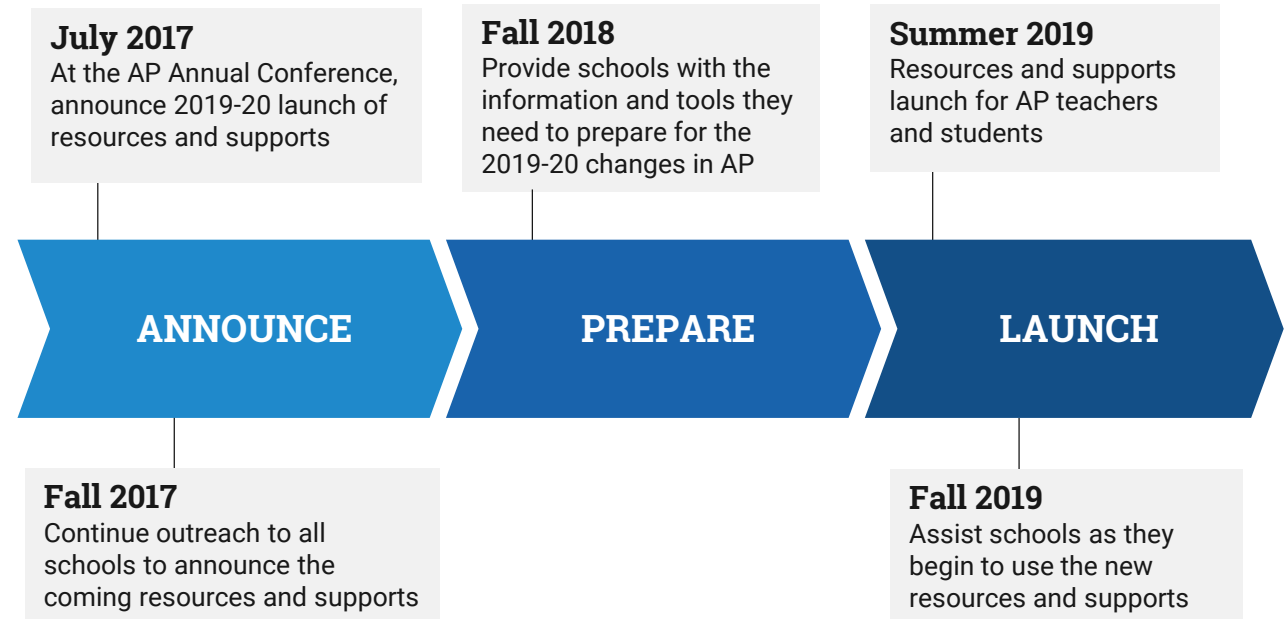 July 2017
At the AP Annual Conference,
announce 2019-20 launch of
resources and supports
Fall 2018
Provide schools with the
information and tools they
need to prepare for the
2019-20 changes in AP
Summer 2019
Resources and supports
launch for AP teachers
and students
ANNOUNCE
PREPARE
LAUNCH
Fall 2017
Continue outreach to all
schools to announce the
coming resources and supports
Fall 2019
Assist schools as they
begin to use the new
resources and supports